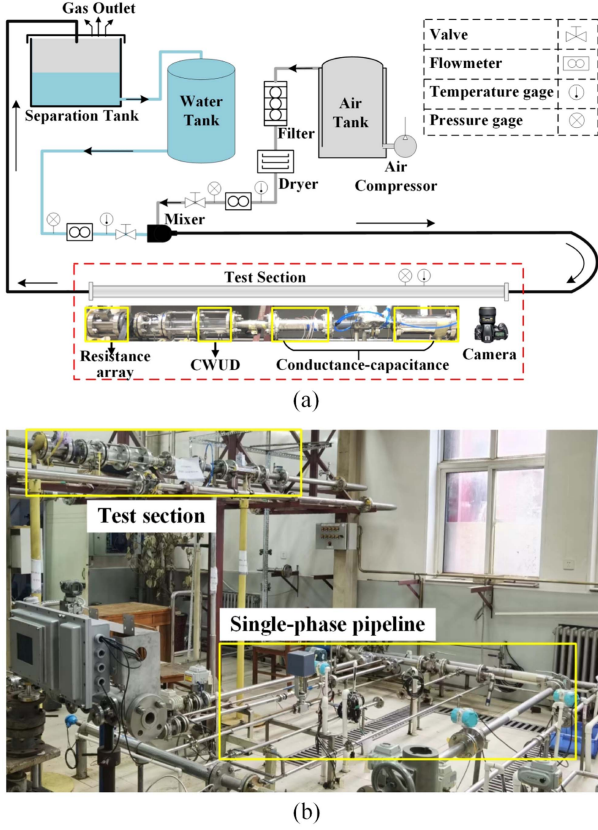 Gas Outlet
Separation Tank
Water
Tank
Filter
Dryer
Air
Tank
Air
Compressor
Valve
Flowmeter
Temperature gage
Pressure gage
Mixer
Test Section
Resistance
array
CWUD
Conductance-capacitance
Camera
(a)
Test section
Single-phase pipeline
(b)